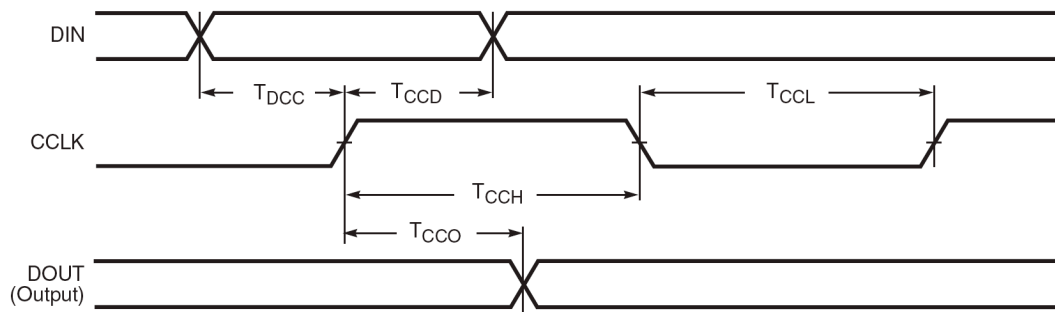 DIN
TDCC
TCCD
TCCL
CCLK
TCCH
TCCO
DOUT
(Output)